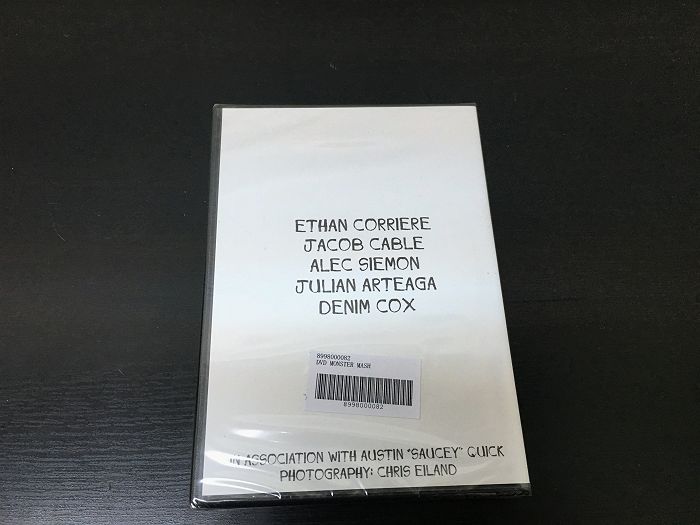 ETHAN CORRIERE
JACOB CABLE
ALEC SIEMON
JULIAN ARTEAGA
DENIM COX
8998000082
DVD MONSTER MASH
8998000082
IN ASSOCIATION WITH AUSTIN "SAUCEY" QUICK
PHOTOGRAPHY: CHRIS EILAND